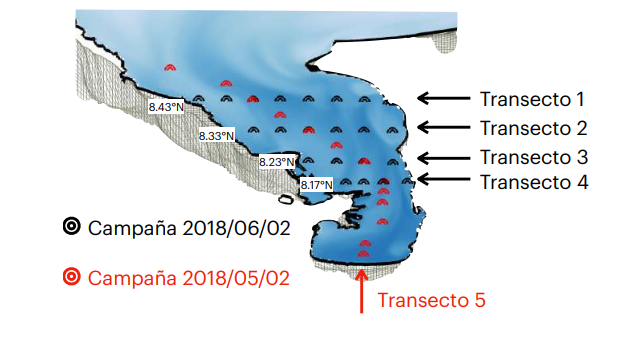 8.43°N
Transecto 1
8.33°N
Transecto 2
8.23°N
Transecto 3
8.17°N
Transecto 4
Campaña 2018/06/02
Campaña 2018/05/02
Transecto 5